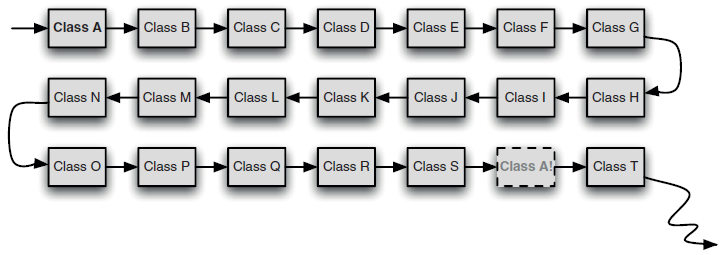 Class A
Class B
Class C
Class D
Class E
Class F
Class G
Class N
Class M
Class L
Class K
Class J
Class I
Class H
Class O
Class P
Class Q
Class R
Class S
Class A!
Class T